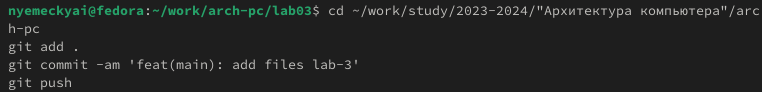 nyemeckyai@fedora:~/work/arch-pc/lab03$ cd ~/work/study/2023-2024/"Архитектура компьютера"/arc
h-pc
git add .
git commit -am 'feat(main): add files lab-3'
git push